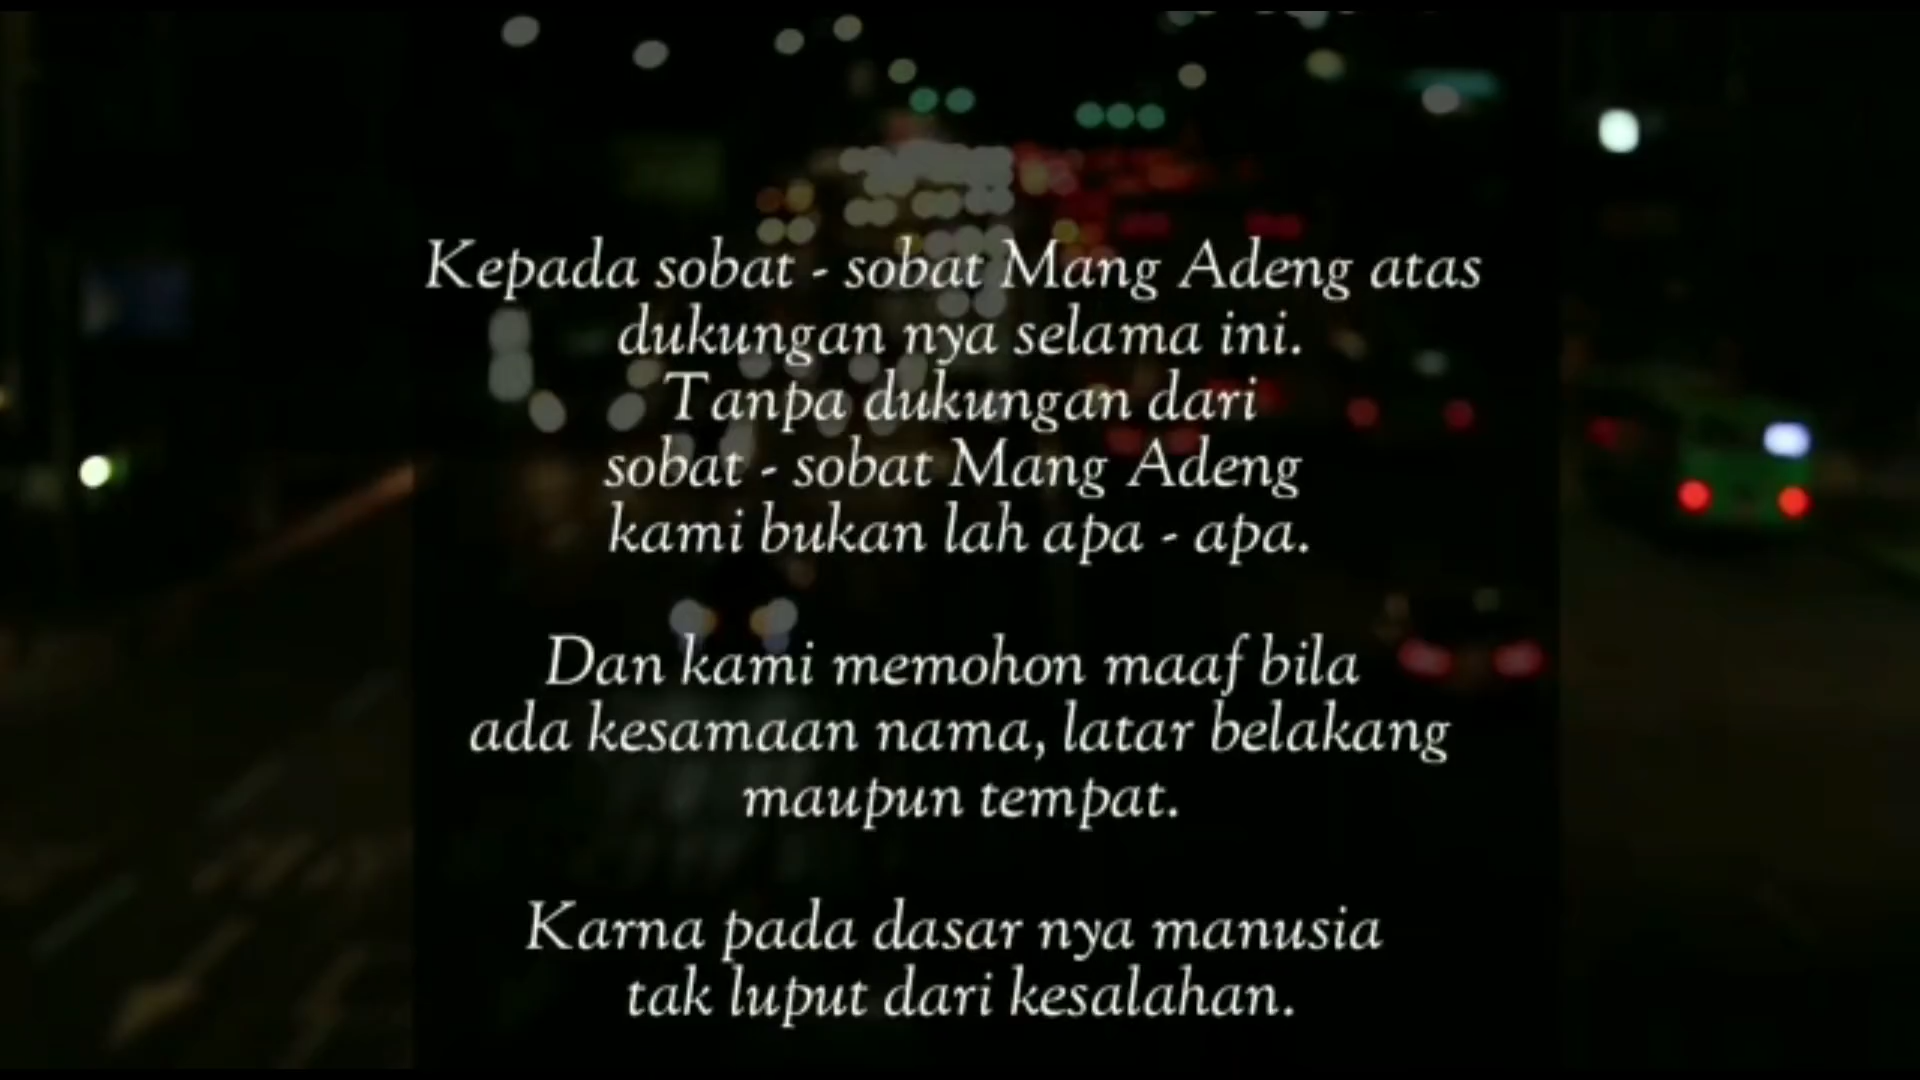 Kepada sobat - sobat Mang Adeng atas
dukungan nya selama ini.
Tanpa dukungan dari
sobat - sobat Mang Adeng
kami bukan lah apa - apa.
Dan kami memohon maaf bila
ada kesamaan nama, latar belakang
maupun tempat.
Karna pada dasar nya manusia
tak luput dari kesalahan.